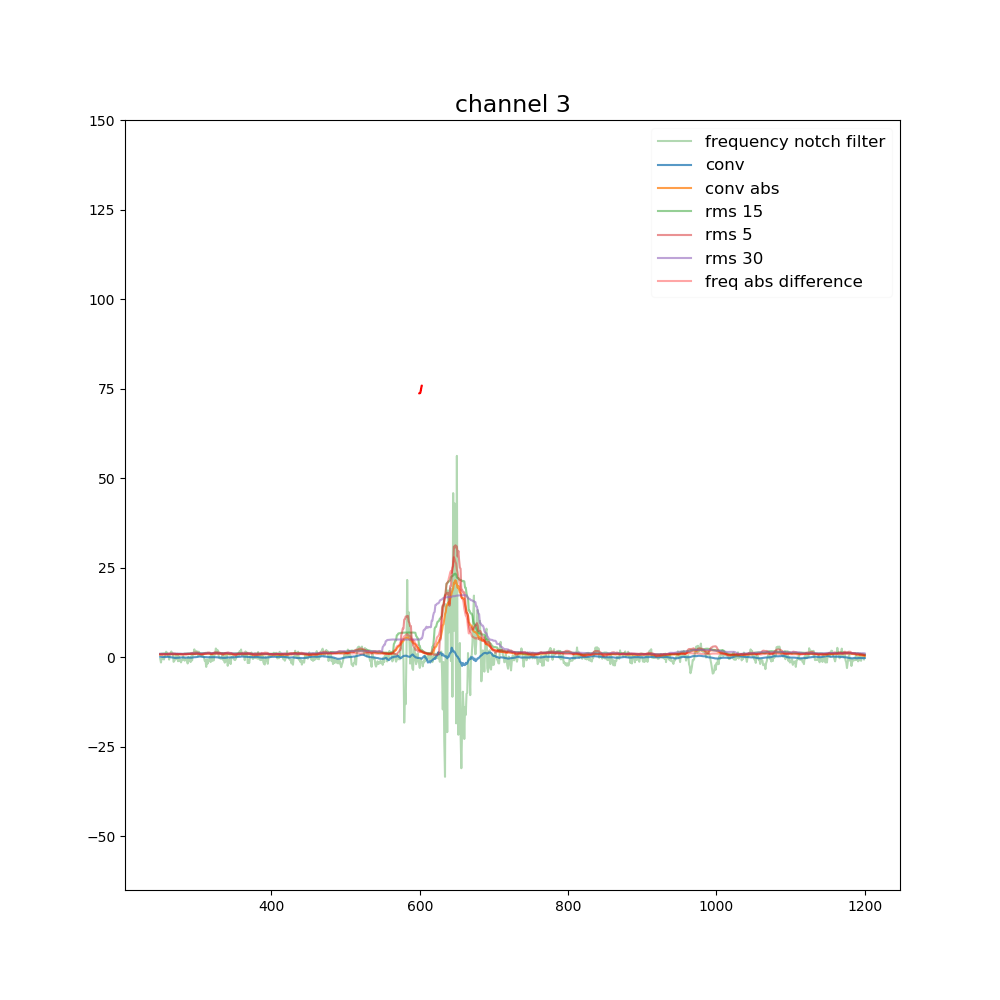 channel 3
150
125
100
75
50
25
0
−25
−50
400 600 800 1000 1200
frequency notch filter
conv
conv abs
rms 15
rms 5
rms 30
freq abs difference